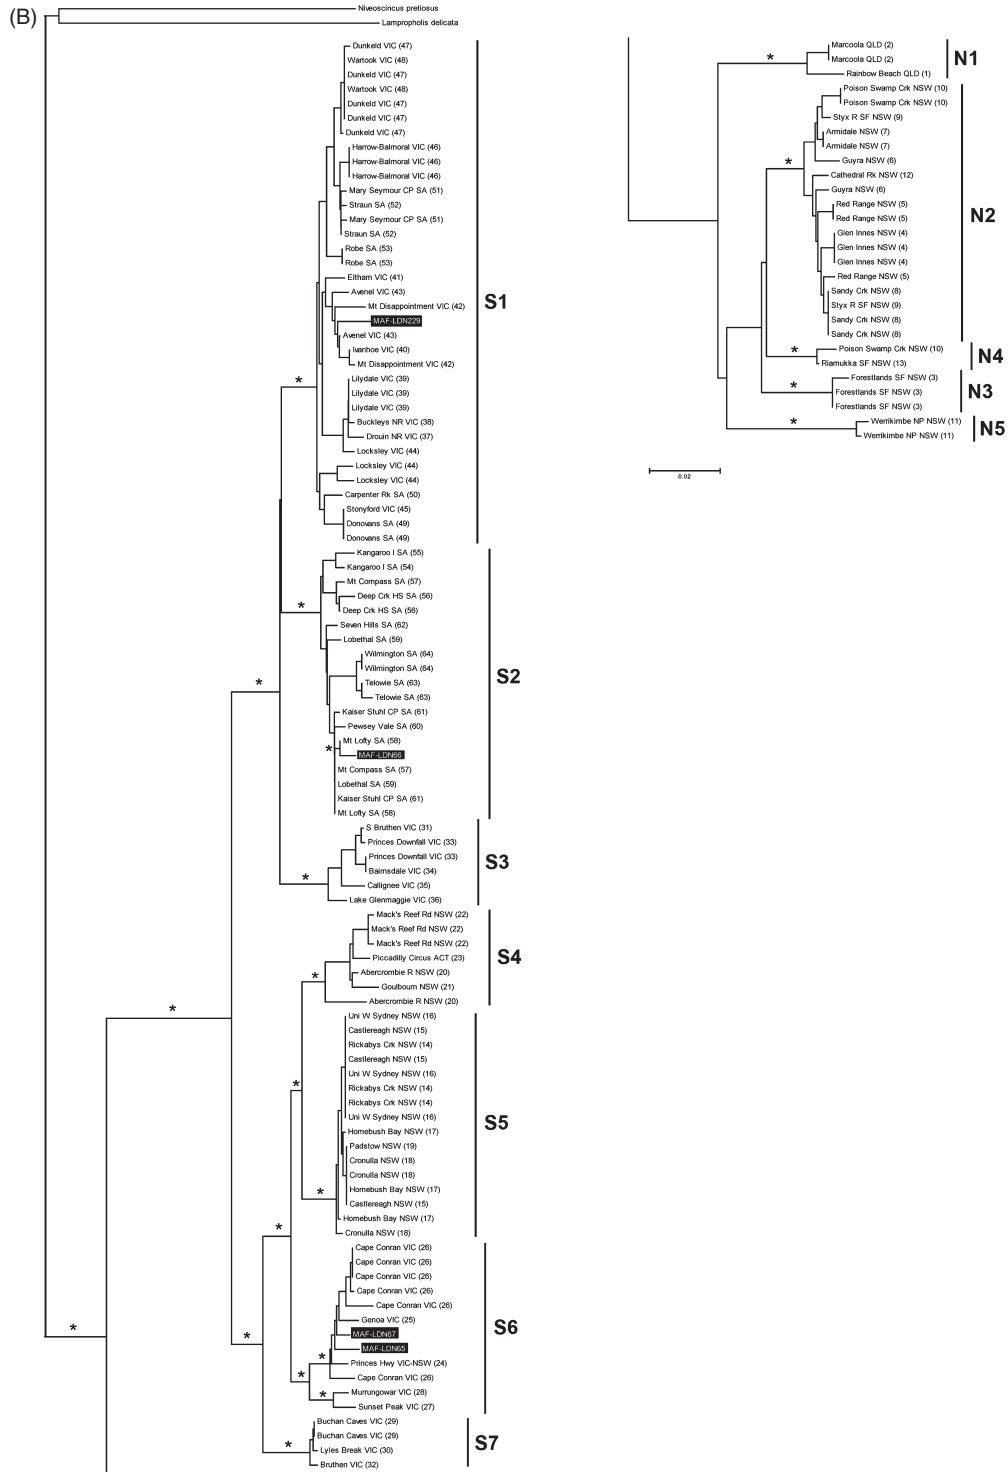 (B)
Niveoscincus pretiosus
Lampropholis delicata
Dunkeld VIC (47)
Wartook VIC (48)
Dunkeld VIC (47)
Wartook VIC (48)
Dunkeld VIC (47)
Dunkeld VIC (47)
Dunkeld VIC (47)
Harrow-Balmoral VIC (46)
Harrow-Balmoral VIC (46)
Harrow-Balmoral VIC (46)
Mary Seymour CP SA (51)
Straun SA (52)
Mary Seymour CP SA (51)
Straun SA (52)
Robe SA (53)
Robe SA (53)
Eltham VIC (41)
Avenel VIC (43)
Mt Disappointment VIC (42)
MAF-LDN229
Avenel VIC (43)
Ivanhoe VIC (40)
Mt Disappointment VIC (42)
Lilydale VIC (39)
Lilydale VIC (39)
Lilydale VIC (39)
Buckleys NR VIC (38)
Drouin NR VIC (37)
Locksley VIC (44)
Locksley VIC (44)
Locksley VIC (44)
Carpenter Rk SA (50)
Stonyford VIC (45)
Donovans SA (49)
Donovans SA (49)
S1
*
Kangaroo I SA (55)
Kangaroo I SA (54)
Mt Compass SA (57)
Deep Crk HS SA (56)
Deep Crk HS SA (56)
Seven Hills SA (62)
Lobethal SA (59)
Wilmington SA (64)
Wilmington SA (64)
Telowie SA (63)
Telowie SA (63)
Kaiser Stuhl CP SA (61)
Pewsey Vale SA (60)
Mt Lofty SA (58)
MAF-LDN66
Mt Compass SA (57)
Lobethal SA (59)
Kaiser Stuhl CP SA (61)
Mt Lofty SA (58)
S2
*
*
*
S Bruthen VIC (31)
Princes Downfall VIC (33)
Princes Downfall VIC (33)
Bairnsdale VIC (34)
Callignee VIC (35)
Lake Glenmaggie VIC (36)
S3
*
Mack's Reef Rd NSW (22)
Mack's Reef Rd NSW (22)
Mack's Reef Rd NSW (22)
Piccadilly Circus ACT (23)
Abercrombie R NSW (20)
Goulbourn NSW (21)
Abercrombie R NSW (20)
S4
*
*
Uni W Sydney NSW (16)
Castlereagh NSW (15)
Rickabys Crk NSW (14)
Castlereagh NSW (15)
Uni W Sydney NSW (16)
Rickabys Crk NSW (14)
Rickabys Crk NSW (14)
Uni W Sydney NSW (16)
Homebush Bay NSW (17)
Padstow NSW (19)
Cronulla NSW (18)
Cronulla NSW (18)
Homebush Bay NSW (17)
Castlereagh NSW (15)
Homebush Bay NSW (17)
Cronulla NSW (18)
S5
*
*
*
Cape Conran VIC (26)
Cape Conran VIC (26)
Cape Conran VIC (26)
Cape Conran VIC (26)
Cape Conran VIC (26)
Genoa VIC (25)
MAF-LDN67
MAF-LDN65
Princes Hwy VIC-NSW (24)
Cape Conran VIC (26)
Murrungowar VIC (28)
Sunset Peak VIC (27)
S6
*
*
*
*
*
Buchan Caves VIC (29)
Buchan Caves VIC (29)
Lyles Break VIC (30)
Bruthen VIC (32)
S7
*
Marcoola QLD (2)
Marcoola QLD (2)
Rainbow Beach QLD (1)
N1
*
Poison Swamp Crk NSW (10)
Poison Swamp Crk NSW (10)
Styx R SF NSW (9)
Armidale NSW (7)
Armidale NSW (7)
Guyra NSW (6)
Cathedral Rk NSW (12)
Guyra NSW (6)
Red Range NSW (5)
Red Range NSW (5)
Glen Innes NSW (4)
Glen Innes NSW (4)
Glen Innes NSW (4)
Red Range NSW (5)
Sandy Crk NSW (8)
Styx R SF NSW (9)
Sandy Crk NSW (8)
Sandy Crk NSW (8)
N2
*
Poison Swamp Crk NSW (10)
Riamukka SF NSW (13)
N4
*
Forestlands SF NSW (3)
Forestlands SF NSW (3)
Forestlands SF NSW (3)
N3
*
Werrikimbe NP NSW (11)
Werrikimbe NP NSW (11)
N5
*
0.02